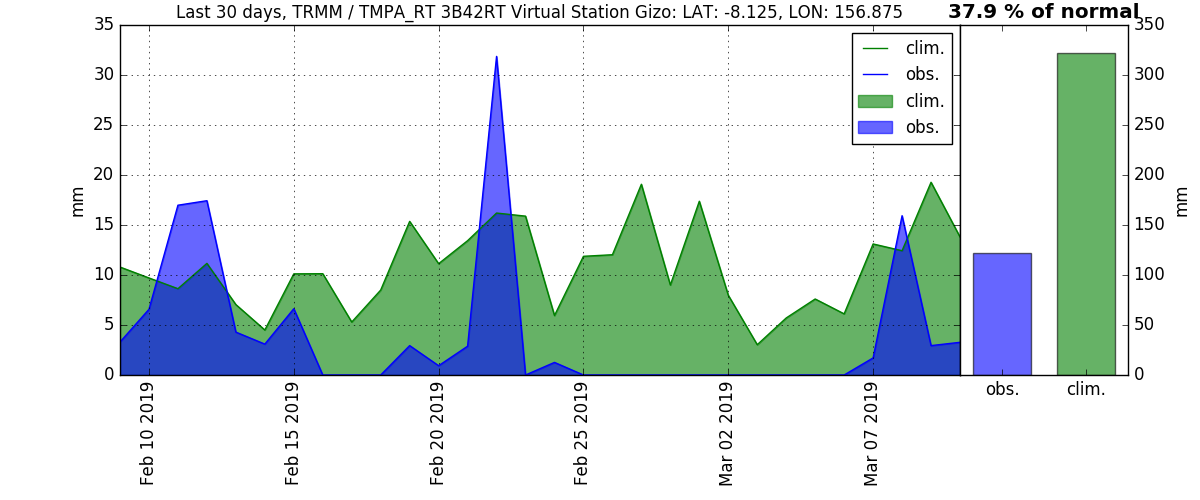 Last 30 days, TRMM / TMPA_RT 3B42RT Virtual Station Gizo: LAT: -8.125, LON: 156.875
37.9 % of normal
35
30
25
20
15
10
5
0
mm
clim.
obs.
clim.
obs.
350
300
250
200
150
100
50
0
mm
Feb 10 2019
Feb 15 2019
Feb 20 2019
Feb 25 2019
Mar 02 2019
Mar 07 2019
obs.
clim.